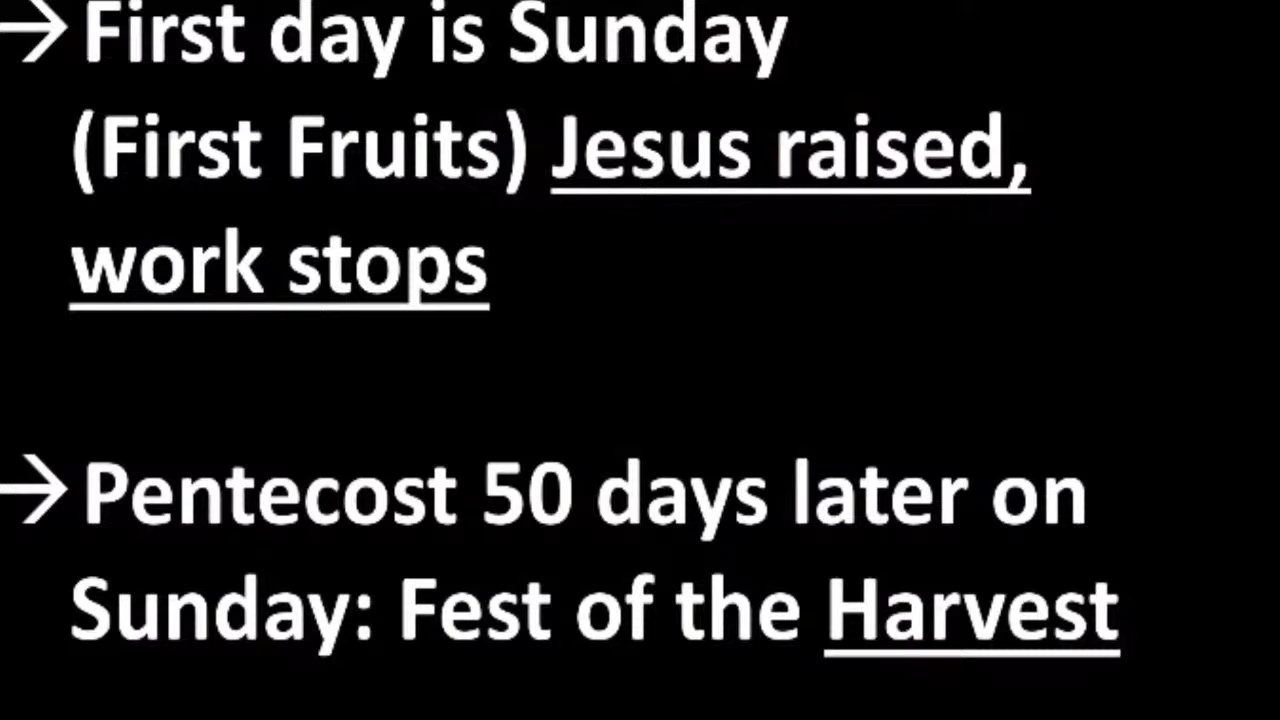 →First day is Sunday
(First Fruits) Jesus raised,
work stops
→Pentecost 50 days later on
Sunday: Fest of the Harvest